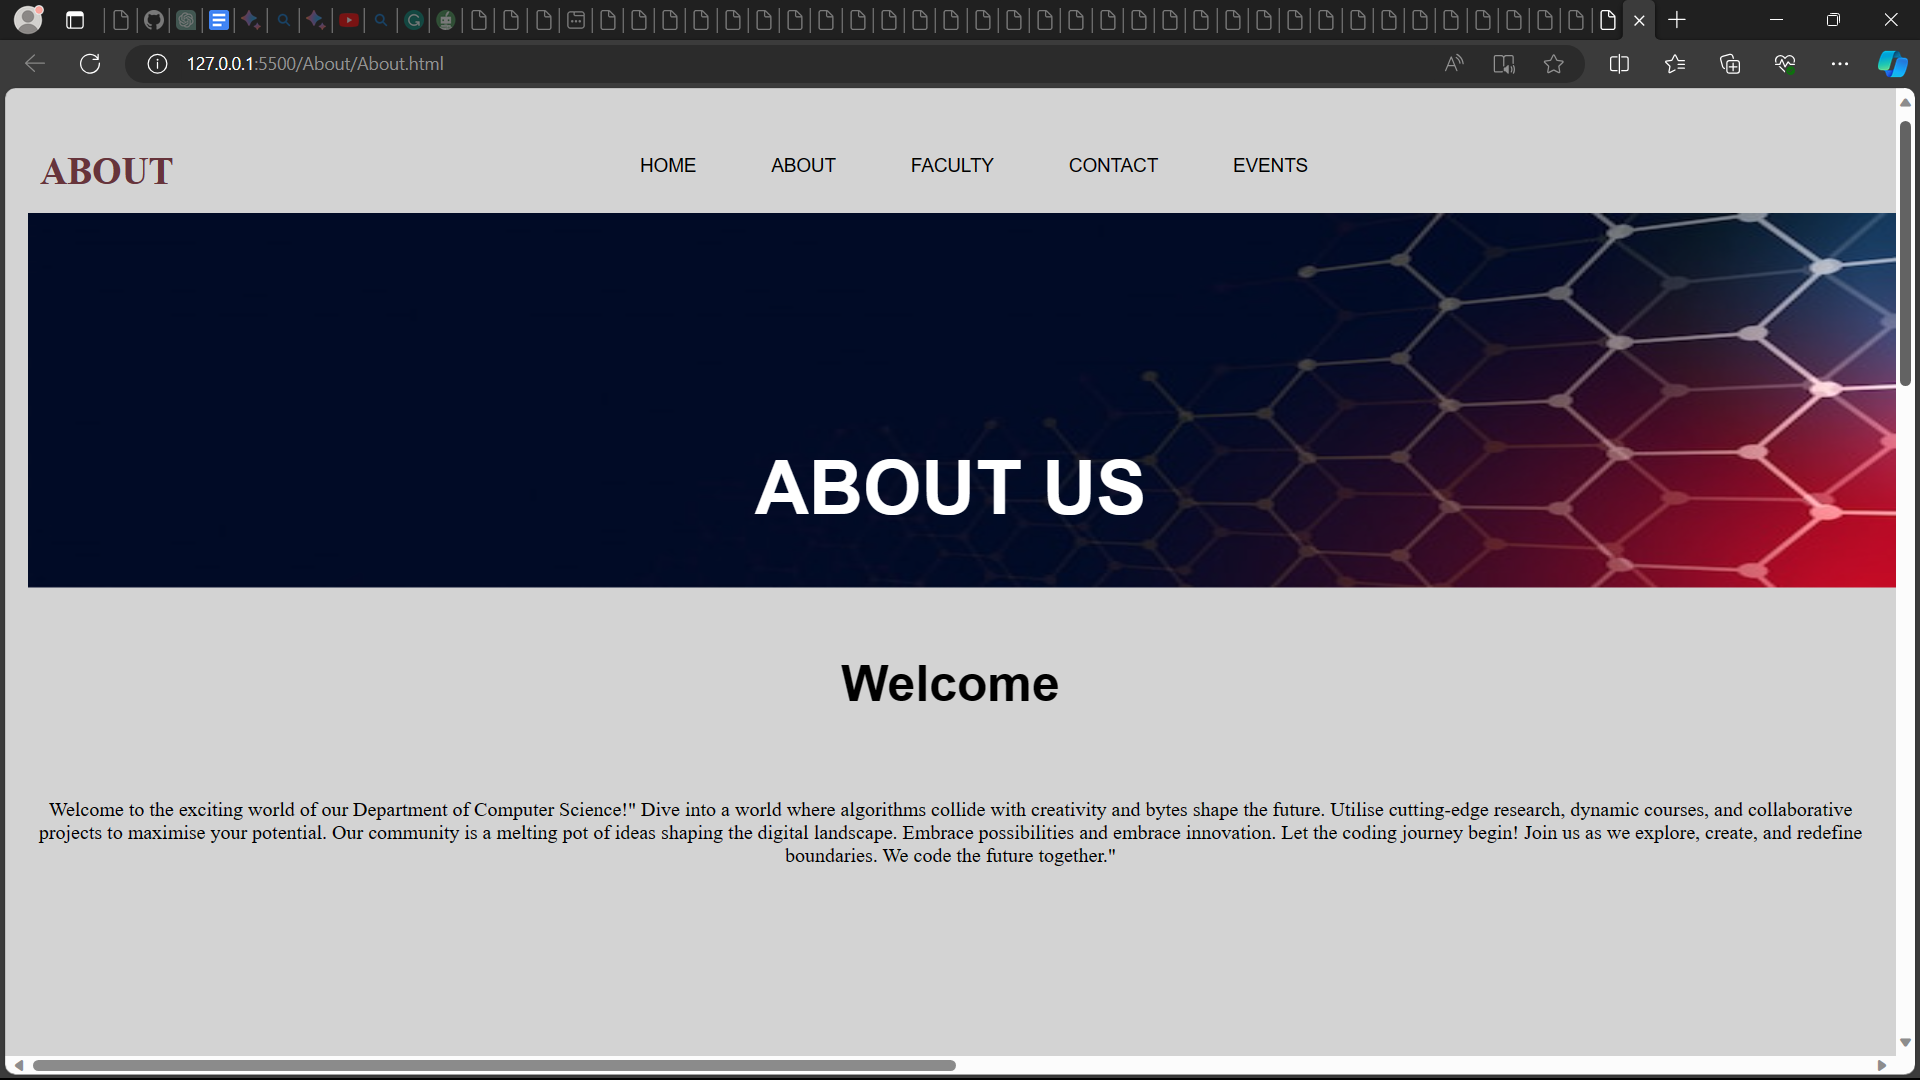 127.0.0.1:5500/About/About.html
ABOUT
HOME ABOUT FACULTY CONTACT EVENTS
ABOUT US
Welcome
Welcome to the exciting world of our Department of Computer Science!" Dive into a world where algorithms collide with creativity and bytes shape the future. Utilise cutting-edge research, dynamic courses, and collaborative
projects to maximise your potential. Our community is a melting pot of ideas shaping the digital landscape. Embrace possibilities and embrace innovation. Let the coding journey begin! Join us as we explore, create, and redefine
boundaries. We code the future together."